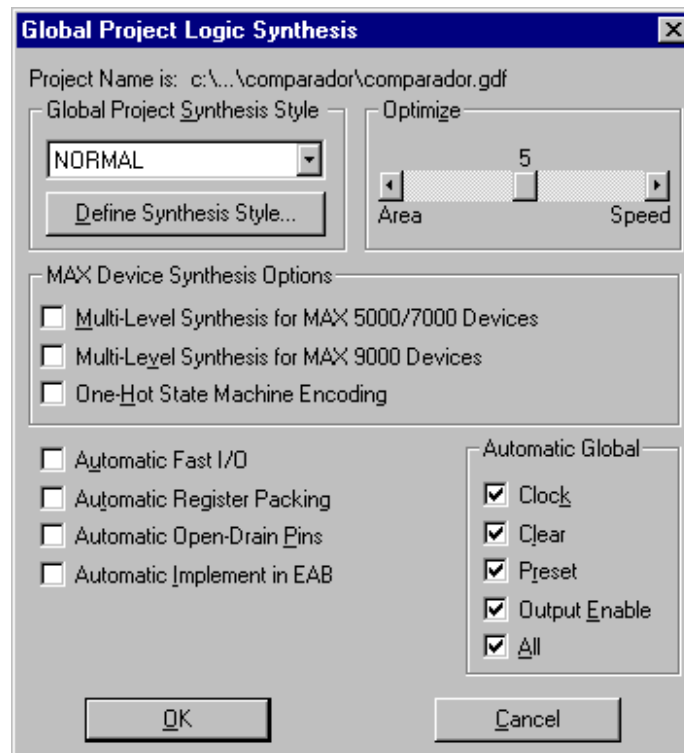 Global Project Logic Synthesis
Project Name is: c:\...\comparador\comparador.gdf
Global Project Synthesis Style
NORMAL
Define Synthesis Style...
Optimize
5
Area Speed
MAX Device Synthesis Options
Multi-Level Synthesis for MAX 5000/7000 Devices
Multi-Level Synthesis for MAX 9000 Devices
One-Hot State Machine Encoding
Automatic Fast I/O
Automatic Register Packing
Automatic Open-Drain Pins
Automatic Implement in EAB
Automatic Global
Clock
Clear
Preset
Output Enable
All
OK
Cancel